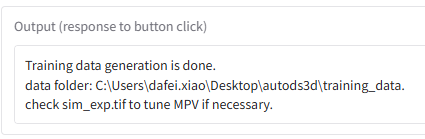 Output (response to button click)
Training data generation is done.
data folder: C:\Users\dafei.xiao\Desktop\autods3d\training_data.
check sim_exp.tif to tune MPV if necessary.